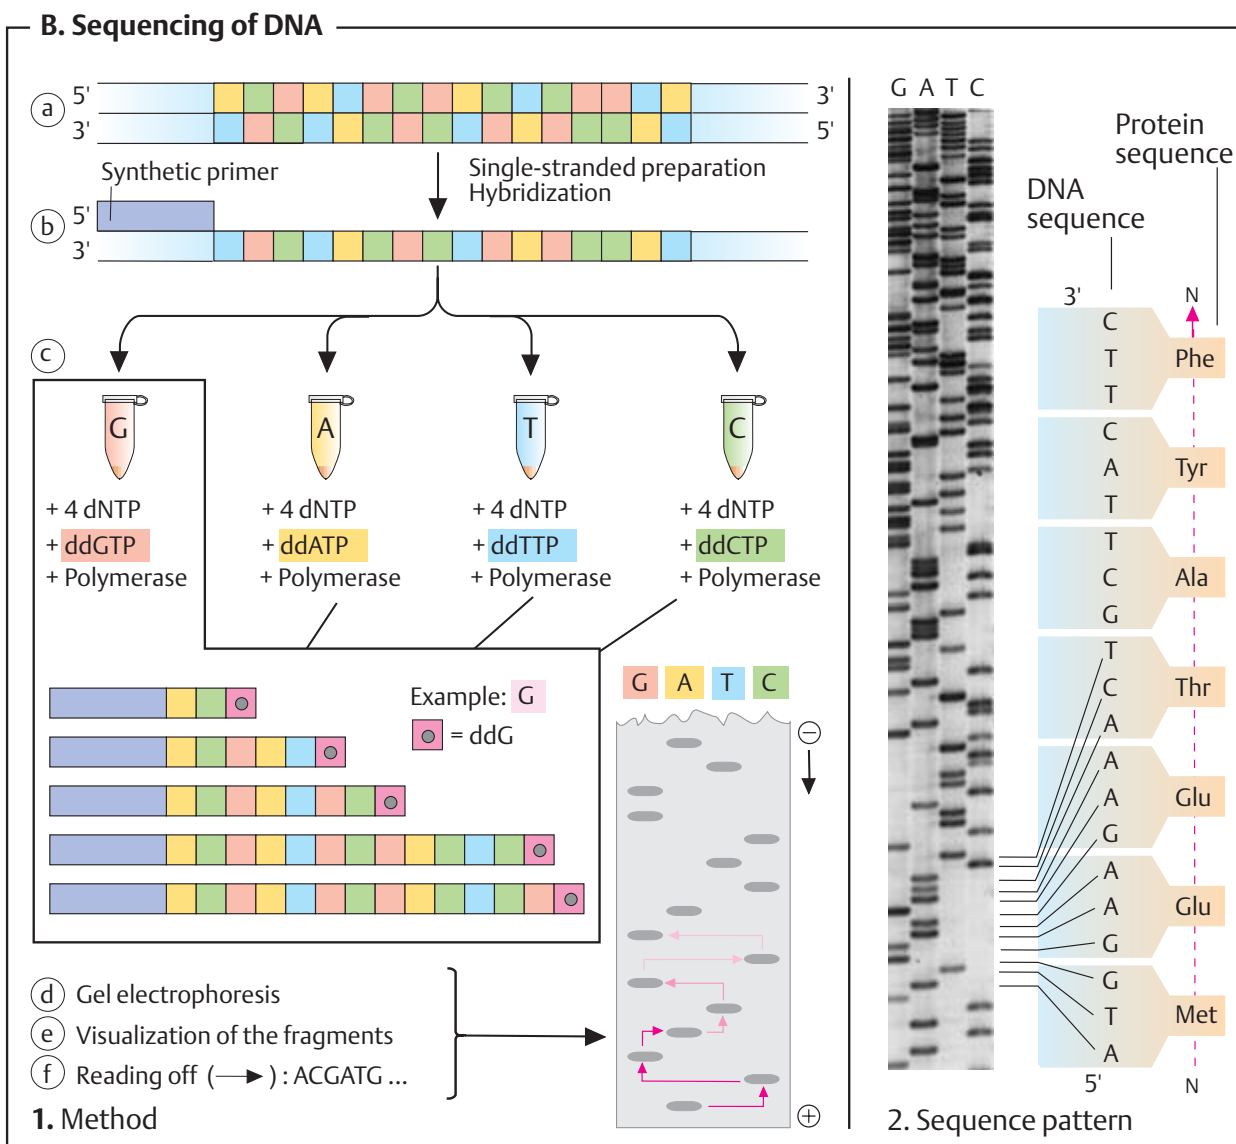 B. Sequencing of DNA
a
5'
3'
3'
5'
Synthetic primer
Single-stranded preparation
Hybridization
b
5'
3'
c
G
A
T
C
+ 4 dNTP
+ ddGTP
+ Polymerase
+ 4 dNTP
+ ddATP
+ Polymerase
+ 4 dNTP
+ ddTTP
+ Polymerase
+ 4 dNTP
+ ddCTP
+ Polymerase
Example: G
= ddG
G A T C
−
+
d Gel electrophoresis
e Visualization of the fragments
f Reading off (→) : ACGATG ...
1. Method
G A T C
Protein
sequence
DNA
sequence
3'
N
C
T
T
Phe
C
A
T
Tyr
T
C
G
Ala
T
C
A
Thr
A
A
G
Glu
A
A
G
Glu
G
T
A
Met
5'
N
2. Sequence pattern